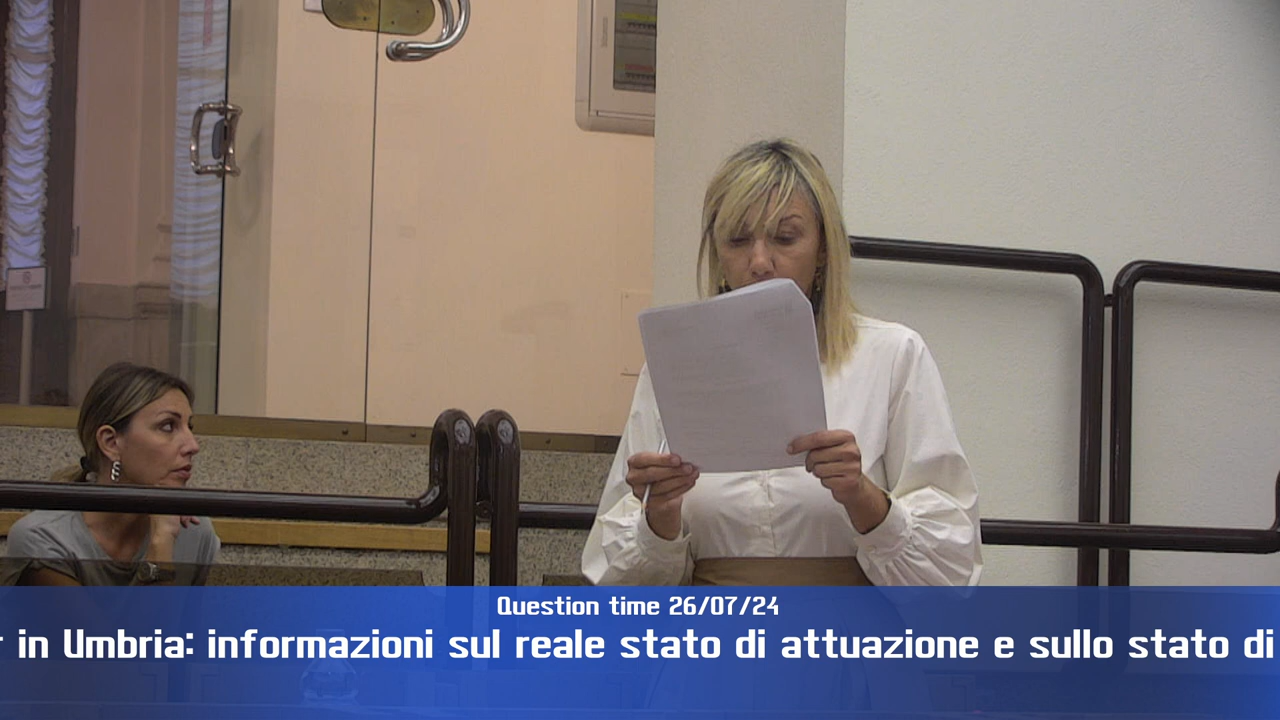 Question time 26/07/24
in Umbria: informazioni sul reale stato di attuazione e sullo stato di